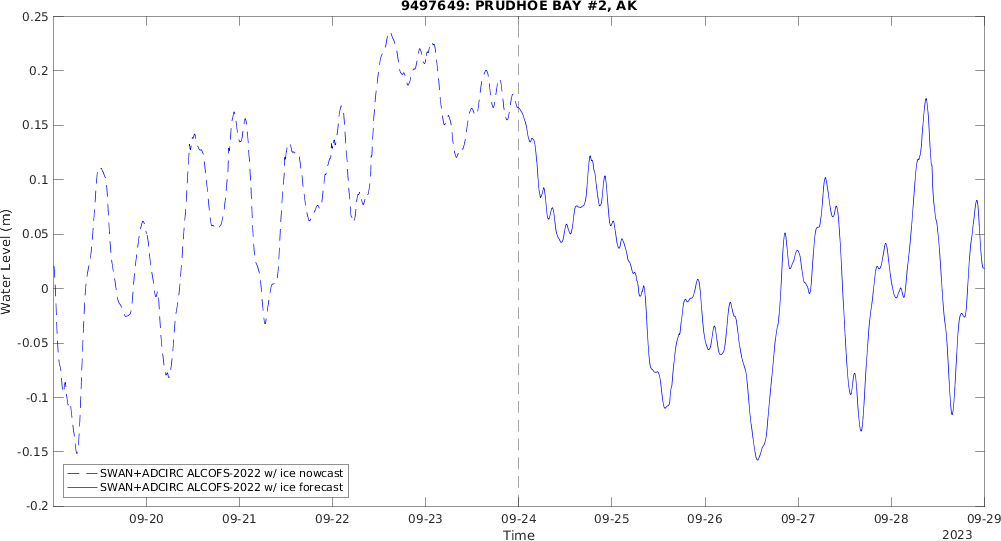 9497649: PRUDHOE BAY #2, AK
Water Level (m)
0.25
0.2
0.15
0.1
0.05
0
-0.05
-0.1
-0.15
-0.2
SWAN+ADCIRC ALCOFS-2022 w/ ice nowcast
SWAN+ADCIRC ALCOFS-2022 w/ ice forecast
09-20 09-21 09-22 09-23 09-24 09-25 09-26 09-27 09-28 09-29
Time
2023